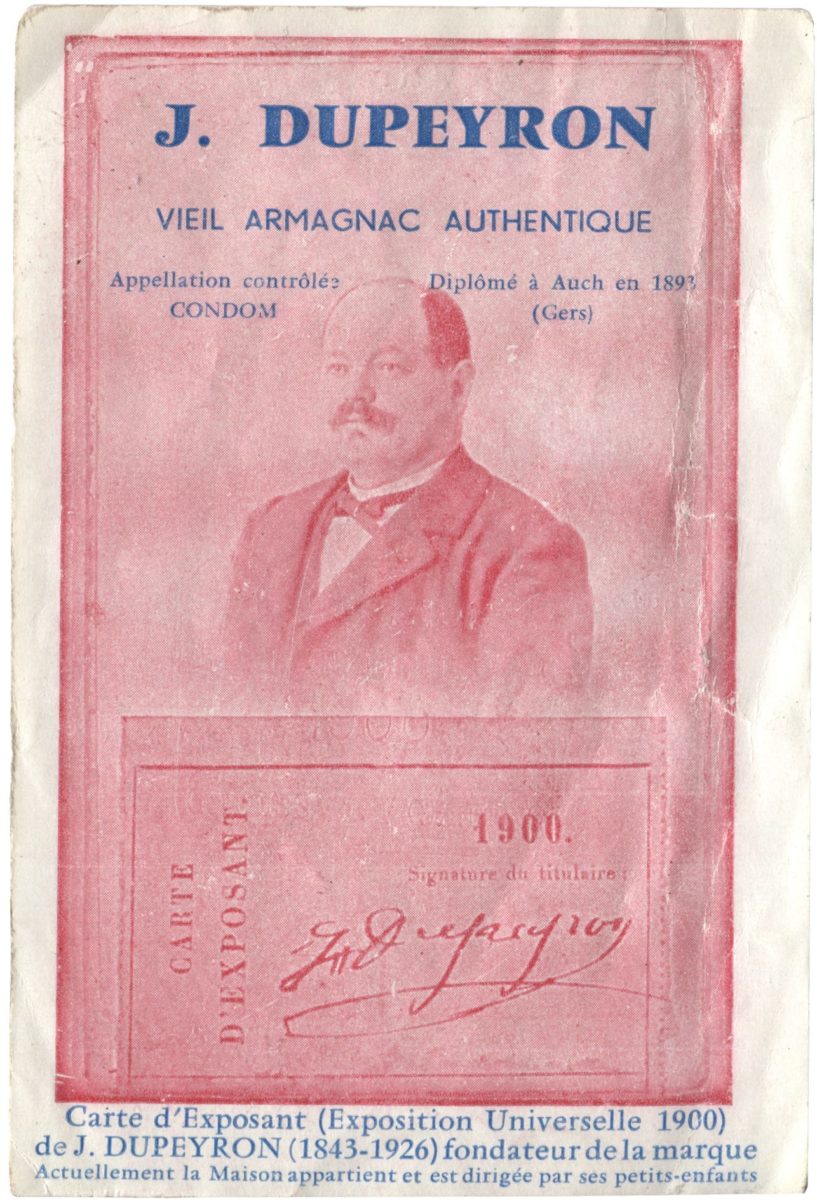 J. DUPEYRON
VIEIL ARMAGNAC AUTHENTIQUE
Appellation contrôlée
CONDOM
Diplômé à Auch en 1893
(Gers)
CARTE
D'EXPOSANT.
1900.
Signature du titulaire :
JH Dupeyron
Carte d'Exposant (Exposition Universelle 1900)
de J. DUPEYRON (1843-1926) fondateur de la marque
Actuellement la Maison appartient et est dirigée par ses petits-enfants